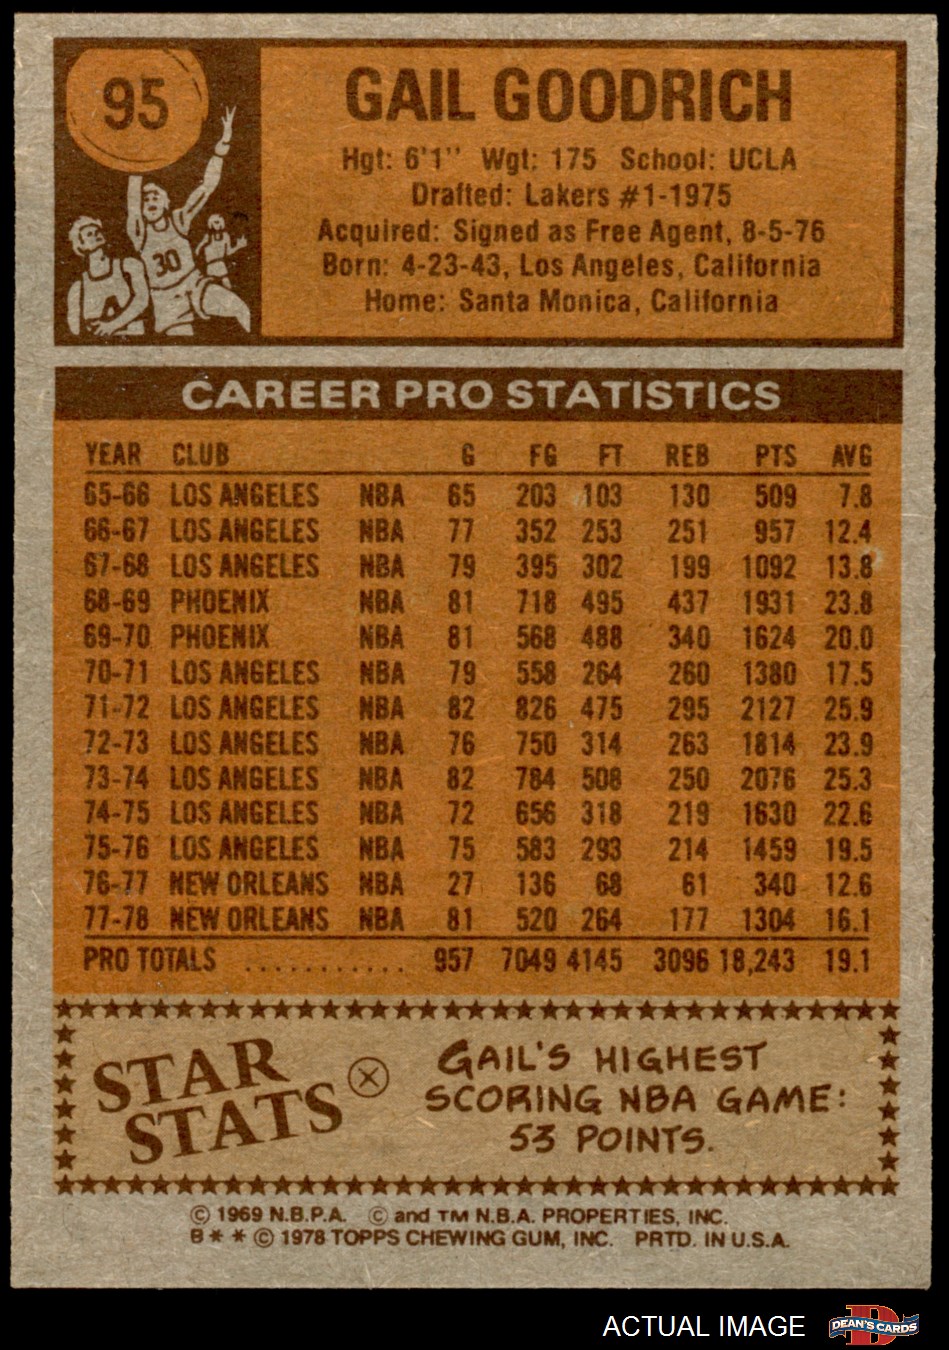 95
GAIL GOODRICH
Hgt: 6'1'' Wgt: 175 School: UCLA
Drafted: Lakers #1-1975
Acquired: Signed as Free Agent, 8-5-76
Born: 4-23-43, Los Angeles, California
Home: Santa Monica, California
30
CAREER PRO STATISTICS
YEAR CLUB G FG FT REB PTS AVG
65-66 LOS ANGELES NBA 65 203 103 130 509 7.8
66-67 LOS ANGELES NBA 77 352 253 251 957 12.4
67-68 LOS ANGELES NBA 79 395 302 199 1092 13.8
68-69 PHOENIX NBA 81 718 495 437 1931 23.8
69-70 PHOENIX NBA 81 568 488 340 1624 20.0
70-71 LOS ANGELES NBA 79 558 264 260 1380 17.5
71-72 LOS ANGELES NBA 82 826 475 295 2127 25.9
72-73 LOS ANGELES NBA 76 750 314 263 1814 23.9
73-74 LOS ANGELES NBA 82 784 508 250 2076 25.3
74-75 LOS ANGELES NBA 72 656 318 219 1630 22.6
75-76 LOS ANGELES NBA 75 583 293 214 1459 19.5
76-77 NEW ORLEANS NBA 27 136 68 61 340 12.6
77-78 NEW ORLEANS NBA 81 520 264 177 1304 16.1
PRO TOTALS ........... 957 7049 4145 3096 18,243 19.1
STAR STATS
GAIL'S HIGHEST
SCORING NBA GAME:
53 POINTS.
© 1969 N.B.P.A. © and TM N.B.A. PROPERTIES, INC.
B * * © 1978 TOPPS CHEWING GUM, INC. PRTD. IN U.S.A.
ACTUAL IMAGE DEAN'S CARDS